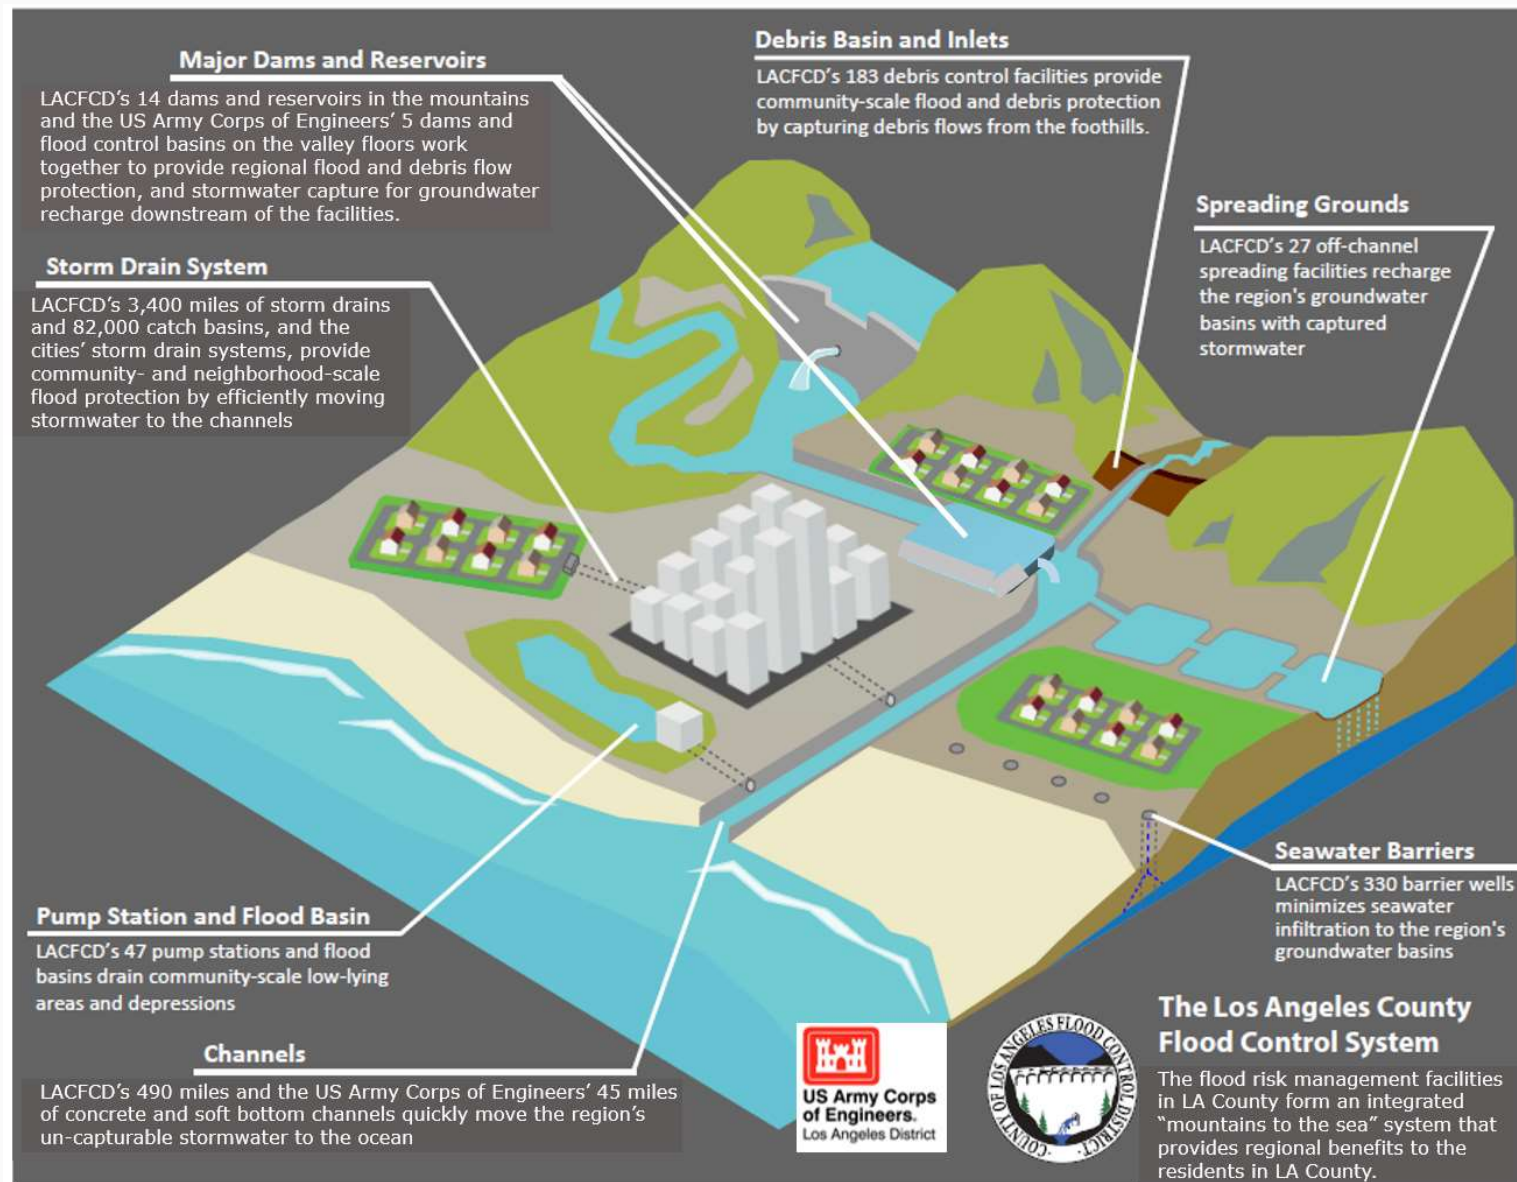 Major Dams and Reservoirs
LACFCD's 14 dams and reservoirs in the mountains
and the US Army Corps of Engineers' 5 dams and
flood control basins on the valley floors work
together to provide regional flood and debris flow
protection, and stormwater capture for groundwater
recharge downstream of the facilities.
Debris Basin and Inlets
LACFCD's 183 debris control facilities provide
community-scale flood and debris protection
by capturing debris flows from the foothills.
Spreading Grounds
LACFCD's 27 off-channel
spreading facilities recharge
the region's groundwater
basins with captured
stormwater
Storm Drain System
LACFCD's 3,400 miles of storm drains
and 82,000 catch basins, and the
cities' storm drain systems, provide
community- and neighborhood-scale
flood protection by efficiently moving
stormwater to the channels
Seawater Barriers
LACFCD's 330 barrier wells
minimizes seawater
infiltration to the region's
groundwater basins
Pump Station and Flood Basin
LACFCD's 47 pump stations and flood
basins drain community-scale low-lying
areas and depressions
Channels
LACFCD's 490 miles and the US Army Corps of Engineers' 45 miles
of concrete and soft bottom channels quickly move the region's
un-capturable stormwater to the ocean
US Army Corps
of Engineers.
Los Angeles District
COUNTY OF LOS ANGELES FLOOD CONTROL DISTRICT
The Los Angeles County
Flood Control System
The flood risk management facilities
in LA County form an integrated
"mountains to the sea" system that
provides regional benefits to the
residents in LA County.